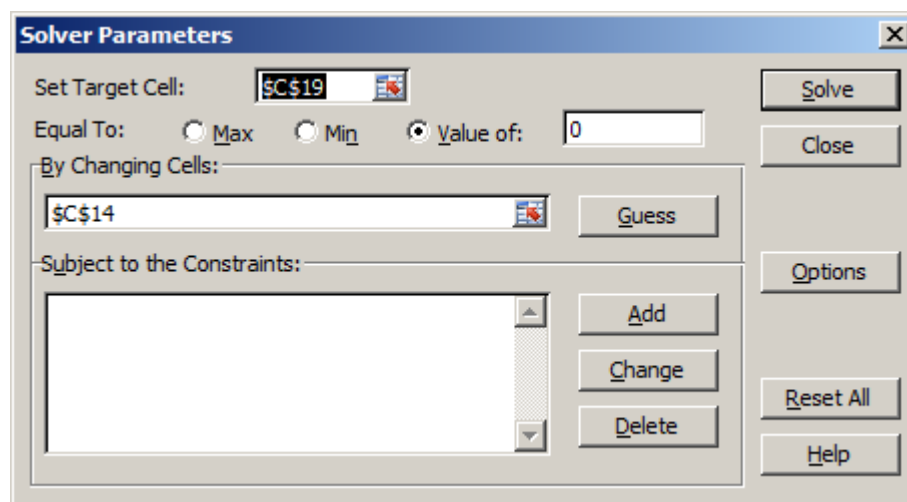 Solver Parameters
Set Target Cell: $C$19
Solve
Equal To: Max Min Value of: 0
Close
By Changing Cells:
$C$14
Guess
Subject to the Constraints:
Options
Add
Change
Reset All
Delete
Help